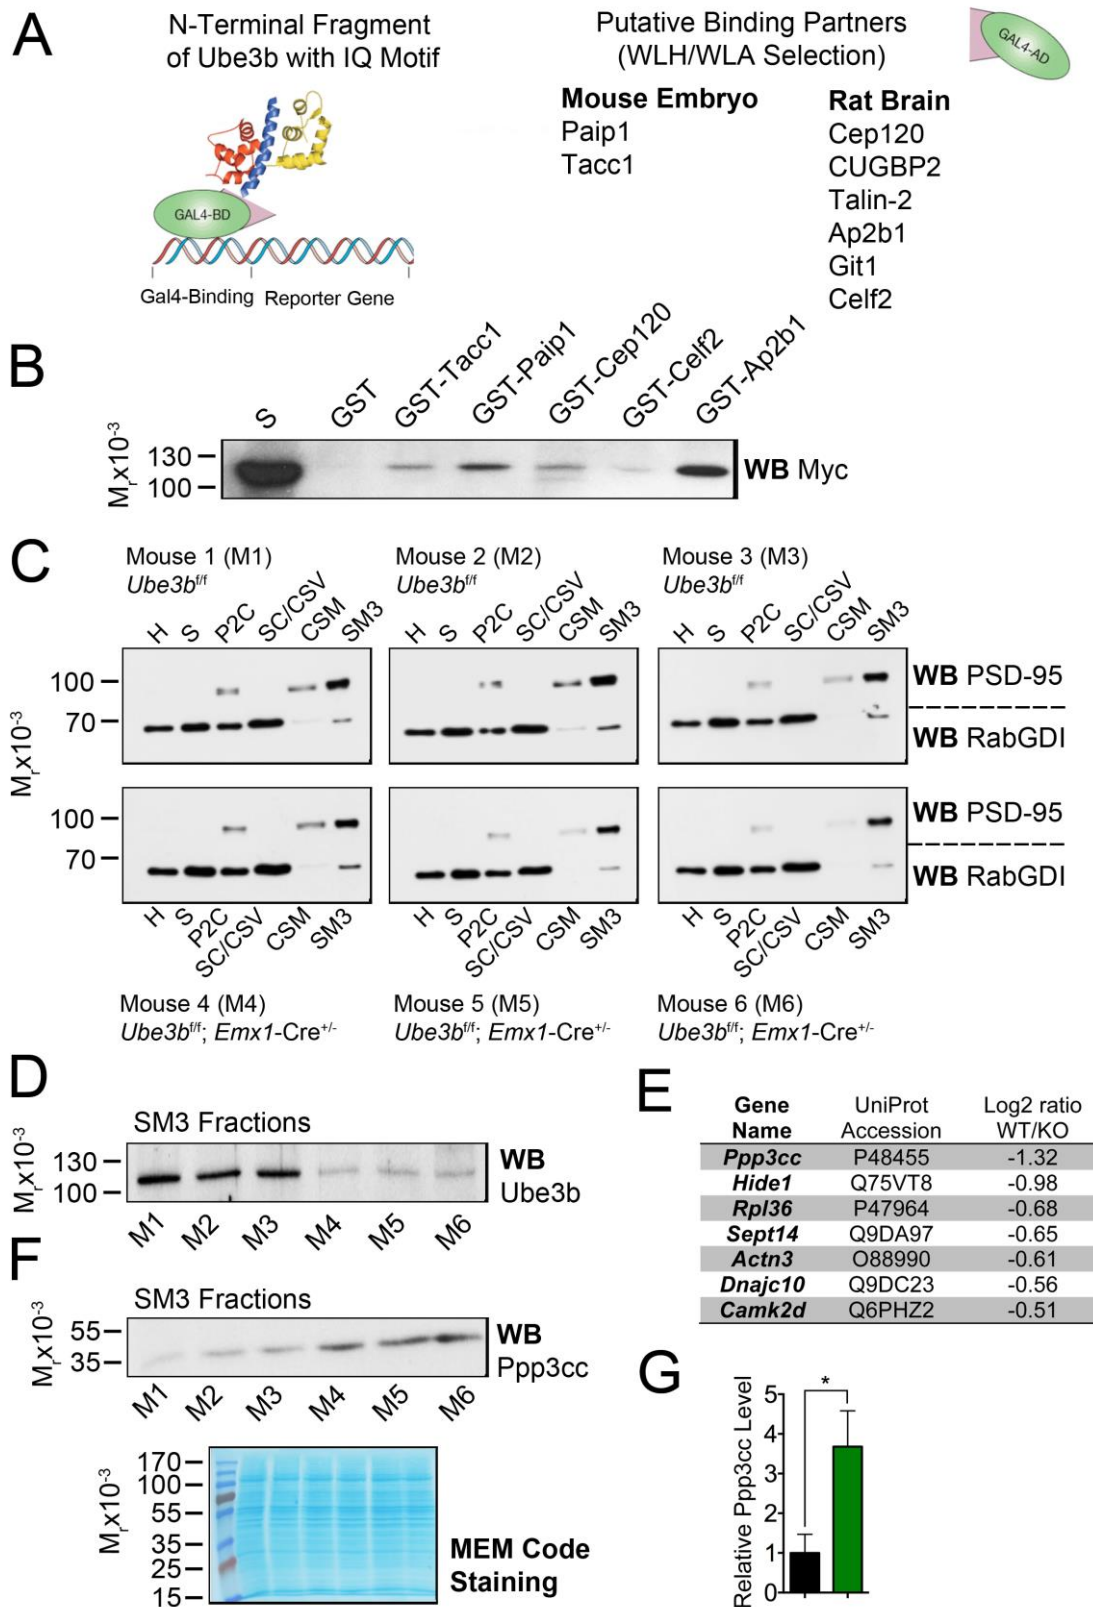 A
N-Terminal Fragment
of Ube3b with IQ Motif
Putative Binding Partners
(WLH/WLA Selection)
GAL4-AD
GAL4-BD
Gal4-Binding
Reporter Gene
Mouse Embryo
Paip1
Tacc1
Rat Brain
Cep120
CUGBP2
Talin-2
Ap2b1
Git1
Celf2
B
S
GST
GST-Tacc1
GST-Paip1
GST-Cep120
GST-Celf2
GST-Ap2b1
Mrx10-3
130
100
WB Myc
C
Mouse 1 (M1)
Ube3bf/f
Mouse 2 (M2)
Ube3bf/f
Mouse 3 (M3)
Ube3bf/f
H S P2C SC/CSV CSM SM3
H S P2C SC/CSV CSM SM3
H S P2C SC/CSV CSM SM3
Mrx10-3
100
70
WB PSD-95
WB RabGDI
100
70
WB PSD-95
WB RabGDI
H S P2C SC/CSV CSM SM3
H S P2C SC/CSV CSM SM3
H S P2C SC/CSV CSM SM3
Mouse 4 (M4)
Ube3bf/f; Emx1-Cre+/-
Mouse 5 (M5)
Ube3bf/f; Emx1-Cre+/-
Mouse 6 (M6)
Ube3bf/f; Emx1-Cre+/-
D
SM3 Fractions
Mrx10-3
130
100
WB
Ube3b
M1 M2 M3 M4 M5 M6
E
Gene Name UniProt Accession Log2 ratio WT/KO
Ppp3cc P48455 -1.32
Hide1 Q75VT8 -0.98
Rpl36 P47964 -0.68
Sept14 Q9DA97 -0.65
Actn3 O88990 -0.61
Dnajc10 Q9DC23 -0.56
Camk2d Q6PHZ2 -0.51
F
SM3 Fractions
Mrx10-3
55
35
WB
Ppp3cc
M1 M2 M3 M4 M5 M6
Mrx10-3
170
100
55
35
25
15
MEM Code
Staining
G
Relative Ppp3cc Level
5
4
3
2
1
0
*